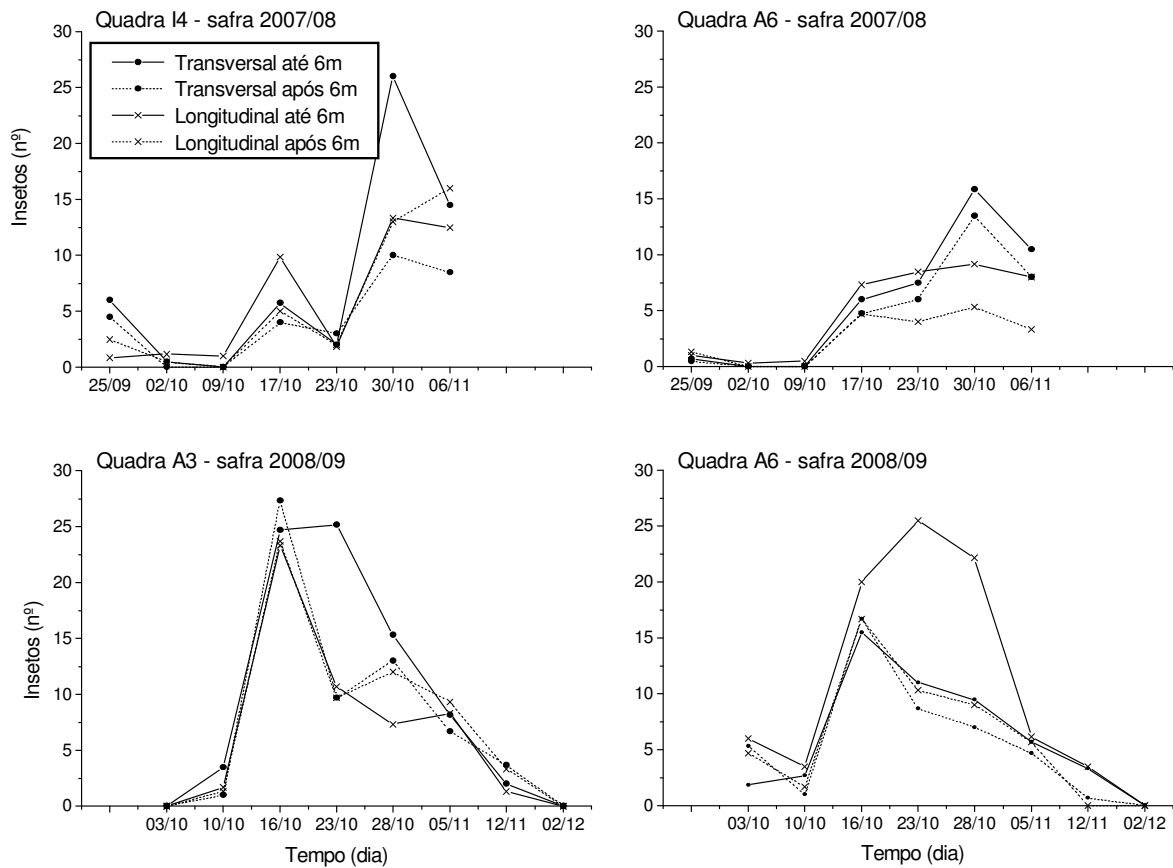 Quadra I4 - safra 2007/08
30
25
20
15
10
5
0
Insetos (nº)
Transversal até 6m
Transversal após 6m
Longitudinal até 6m
Longitudinal após 6m
25/09 02/10 09/10 17/10 23/10 30/10 06/11
Quadra A6 - safra 2007/08
30
25
20
15
10
5
0
25/09 02/10 09/10 17/10 23/10 30/10 06/11
Quadra A3 - safra 2008/09
30
25
20
15
10
5
0
Insetos (nº)
03/10 10/10 16/10 23/10 28/10 05/11 12/11 02/12
Tempo (dia)
Quadra A6 - safra 2008/09
30
25
20
15
10
5
0
03/10 10/10 16/10 23/10 28/10 05/11 12/11 02/12
Tempo (dia)